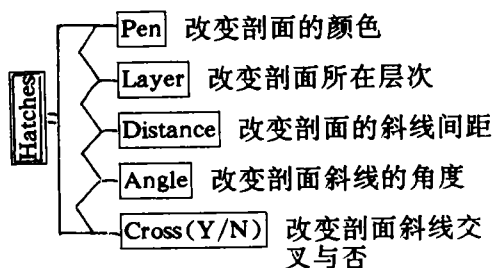 Hatches
Pen 改变剖面的颜色
Layer 改变剖面所在层次
Distance 改变剖面的斜线间距
Angle 改变剖面斜线的角度
Cross(Y/N) 改变剖面斜线交
叉与否